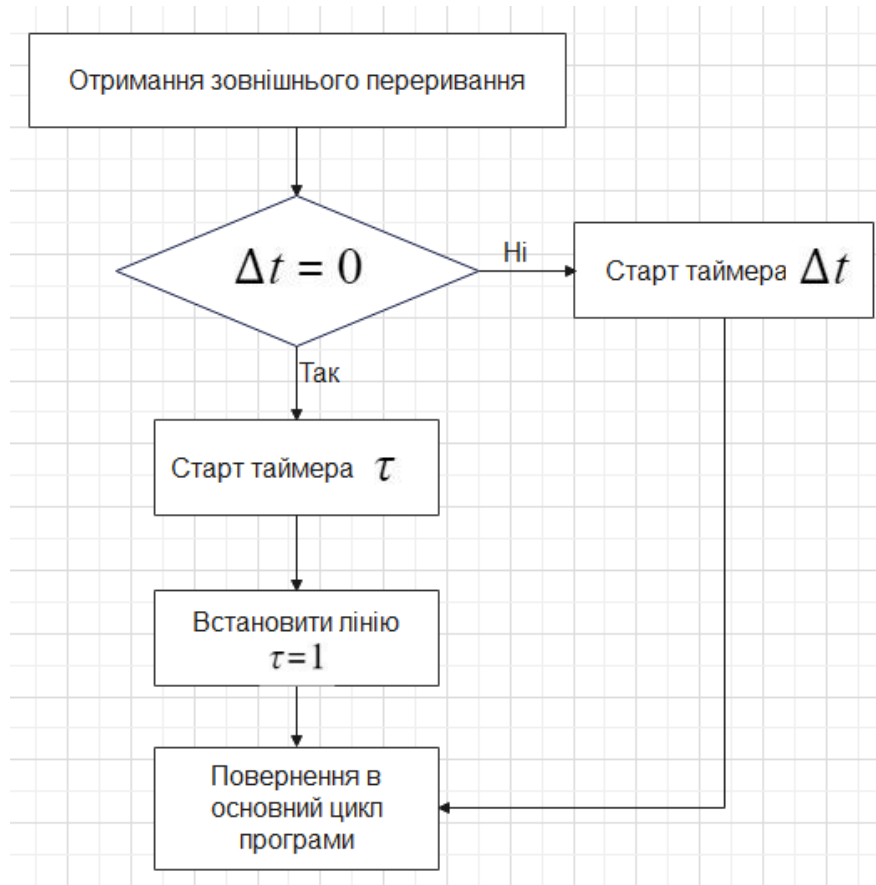 Отримання зовнішнього переривання
Δt = 0
Ні
Старт таймера Δt
Так
Старт таймера τ
Встановити лінію
τ=1
Повернення в
основний цикл
програми